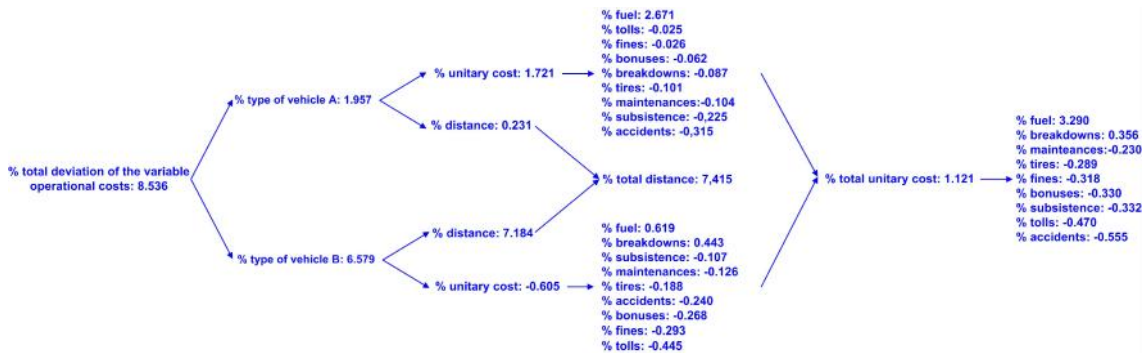 % total deviation of the variable
operational costs: 8.536
% type of vehicle A: 1.957
% type of vehicle B: 6.579
% unitary cost: 1.721
% distance: 0.231
% distance: 7.184
% unitary cost: -0.605
% fuel: 2.671
% tolls: -0.025
% fines: -0.026
% bonuses: -0.062
% breakdowns: -0.087
% tires: -0.101
% maintenances:-0.104
% subsistence: -0,225
% accidents: -0,315
% total distance: 7,415
% fuel: 0.619
% breakdowns: 0.443
% subsistence: -0.107
% maintenances: -0.126
% tires: -0.188
% accidents: -0.240
% bonuses: -0.268
% fines: -0.293
% tolls: -0.445
% total unitary cost: 1.121
% fuel: 3.290
% breakdowns: 0.356
% mainteances:-0.230
% tires: -0.289
% fines: -0.318
% bonuses: -0.330
% subsistence: -0.332
% tolls: -0.470
% accidents: -0.555